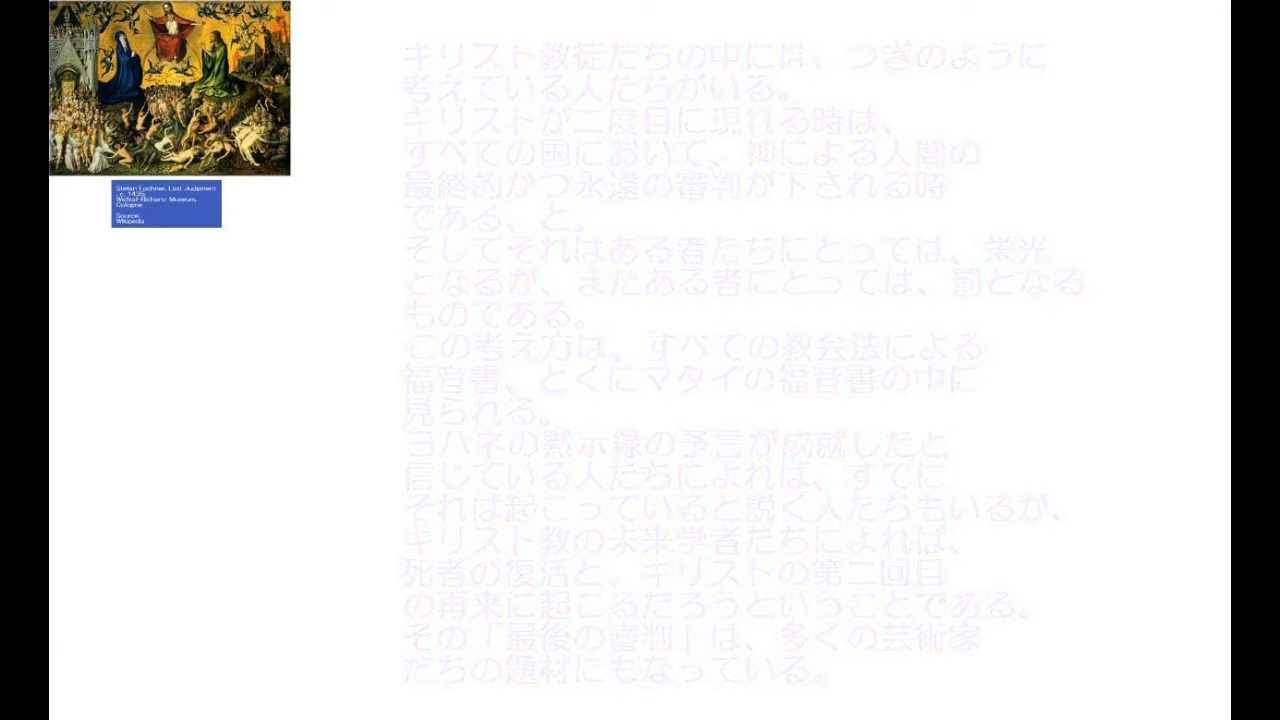 Stefan Lochner, Last Judgement
, c. 1435.
Wallraf-Richartz Museum,
Cologne
Source:
Wikipedia
キリスト教徒たちの中には、つぎのように
考えている人たちがいる。
キリストが二度目に現れる時は、
すべての国において、神による人間の
最終的かつ永遠の審判が下される時
である、と。
そしてそれはある者たちにとっては、栄光
となるが、またある者にとっては、罰となる
ものである。
この考え方は、すべての教会法による
福音書、とくにマタイの福音書の中に
見られる。
ヨハネの黙示録の予言が成就したと
信じている人たちによれば、すでに
それは起こっていると説く人たちもいるが、
キリスト教の未来学者たちによれば、
死者の復活と、キリストの第二回目
の再来に起こるだろうということである。
その「最後の審判」は、多くの芸術家
たちの題材にもなっている。